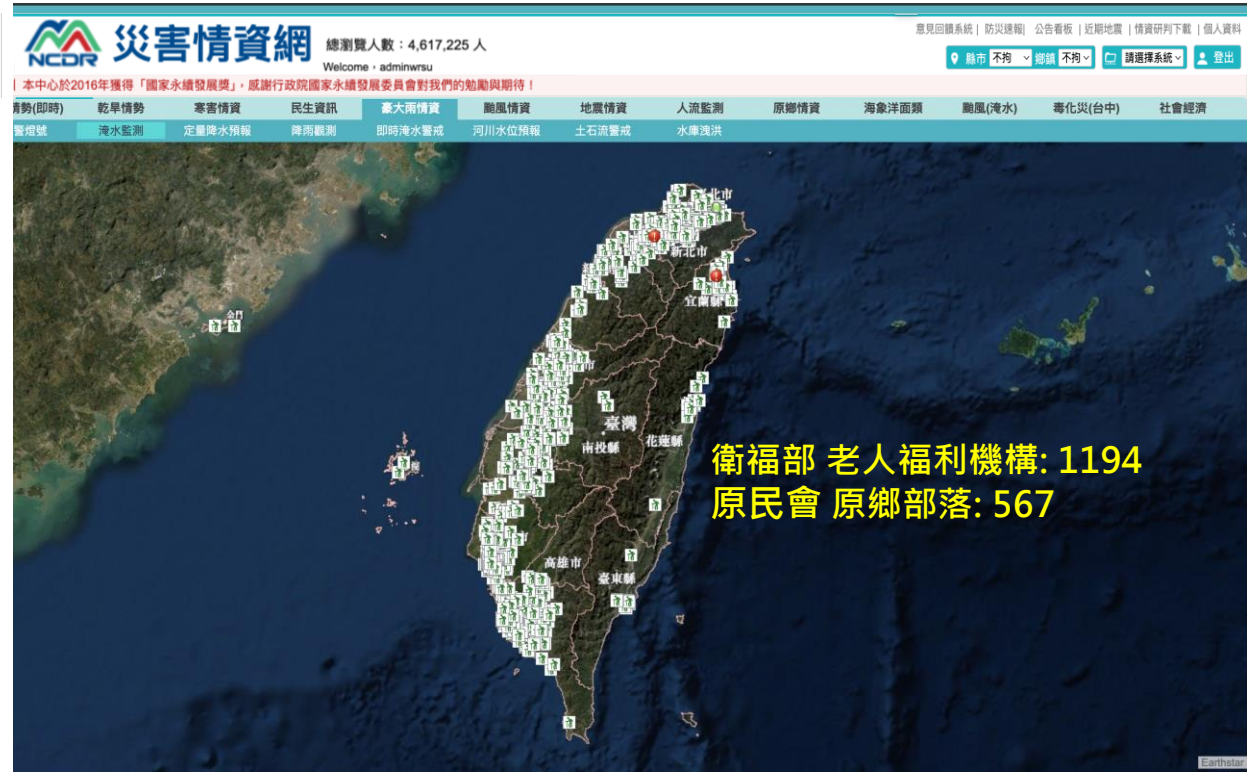 NCDR 災害情資網 總瀏覽人數：4,617,225 人
Welcome，adminwrsu
意見回饋系統 | 防災速報| 公告看板 | 近期地震 | 情資研判下載 | 個人資料
縣市 不拘 鄉鎮 不拘 請選擇系統 登出
本中心於2016年獲得「國家永續發展獎」，感謝行政院國家永續發展委員會對我們的勉勵與期待！
情勢(即時) 乾旱情勢 寒害情資 民生資訊 豪大雨情資 颱風情資 地震情資 人流監測 原鄉情資 海象洋面類 颱風(淹水) 毒化災(台中) 社會經濟
警燈號 淹水監測 定量降水預報 降雨觀測 即時淹水警戒 河川水位預報 土石流警戒 水庫洩洪
北市
新北市
宜蘭縣
金門
臺灣
南投縣 花蓮縣
衛福部 老人福利機構: 1194
原民會 原鄉部落: 567
高雄市
臺東縣
Earthstar